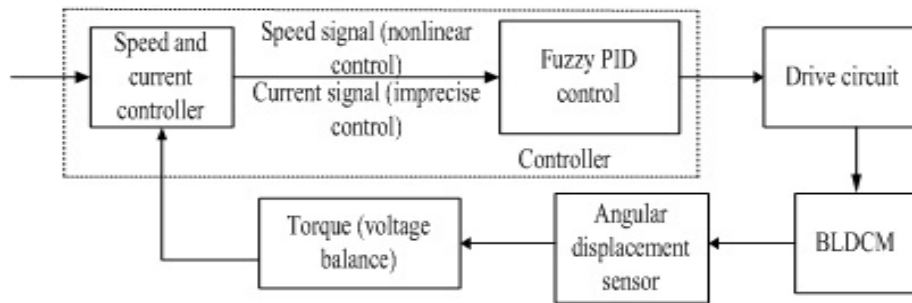 Speed and
current
controller
Speed signal (nonlinear
control)
Current signal (imprecise
control)
Fuzzy PID
control
Drive circuit
Controller
Torque (voltage
balance)
Angular
displacement
sensor
BLDCM